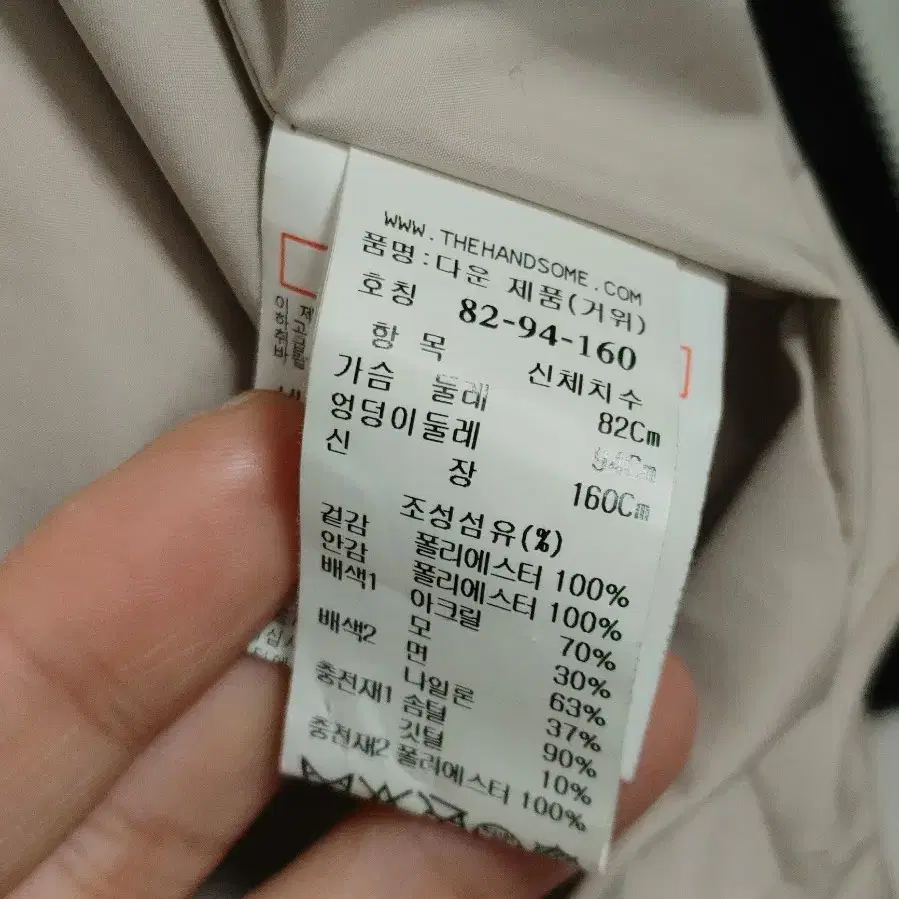 WWW.THEHANDSOME.COM
품명:다운 제품(거위)
호칭 82-94-160
항 목 신체치수
가슴 둘레 82Cm
엉덩이둘레 94Cm
신 장 160Cm
조성섬유(%)
겉감 폴리에스터 100%
안감 폴리에스터 100%
배색1 아크릴 70%
모 30%
배색2 면 63%
나일론 37%
충전재1 솜털 90%
깃털 10%
충전재2 폴리에스터 100%